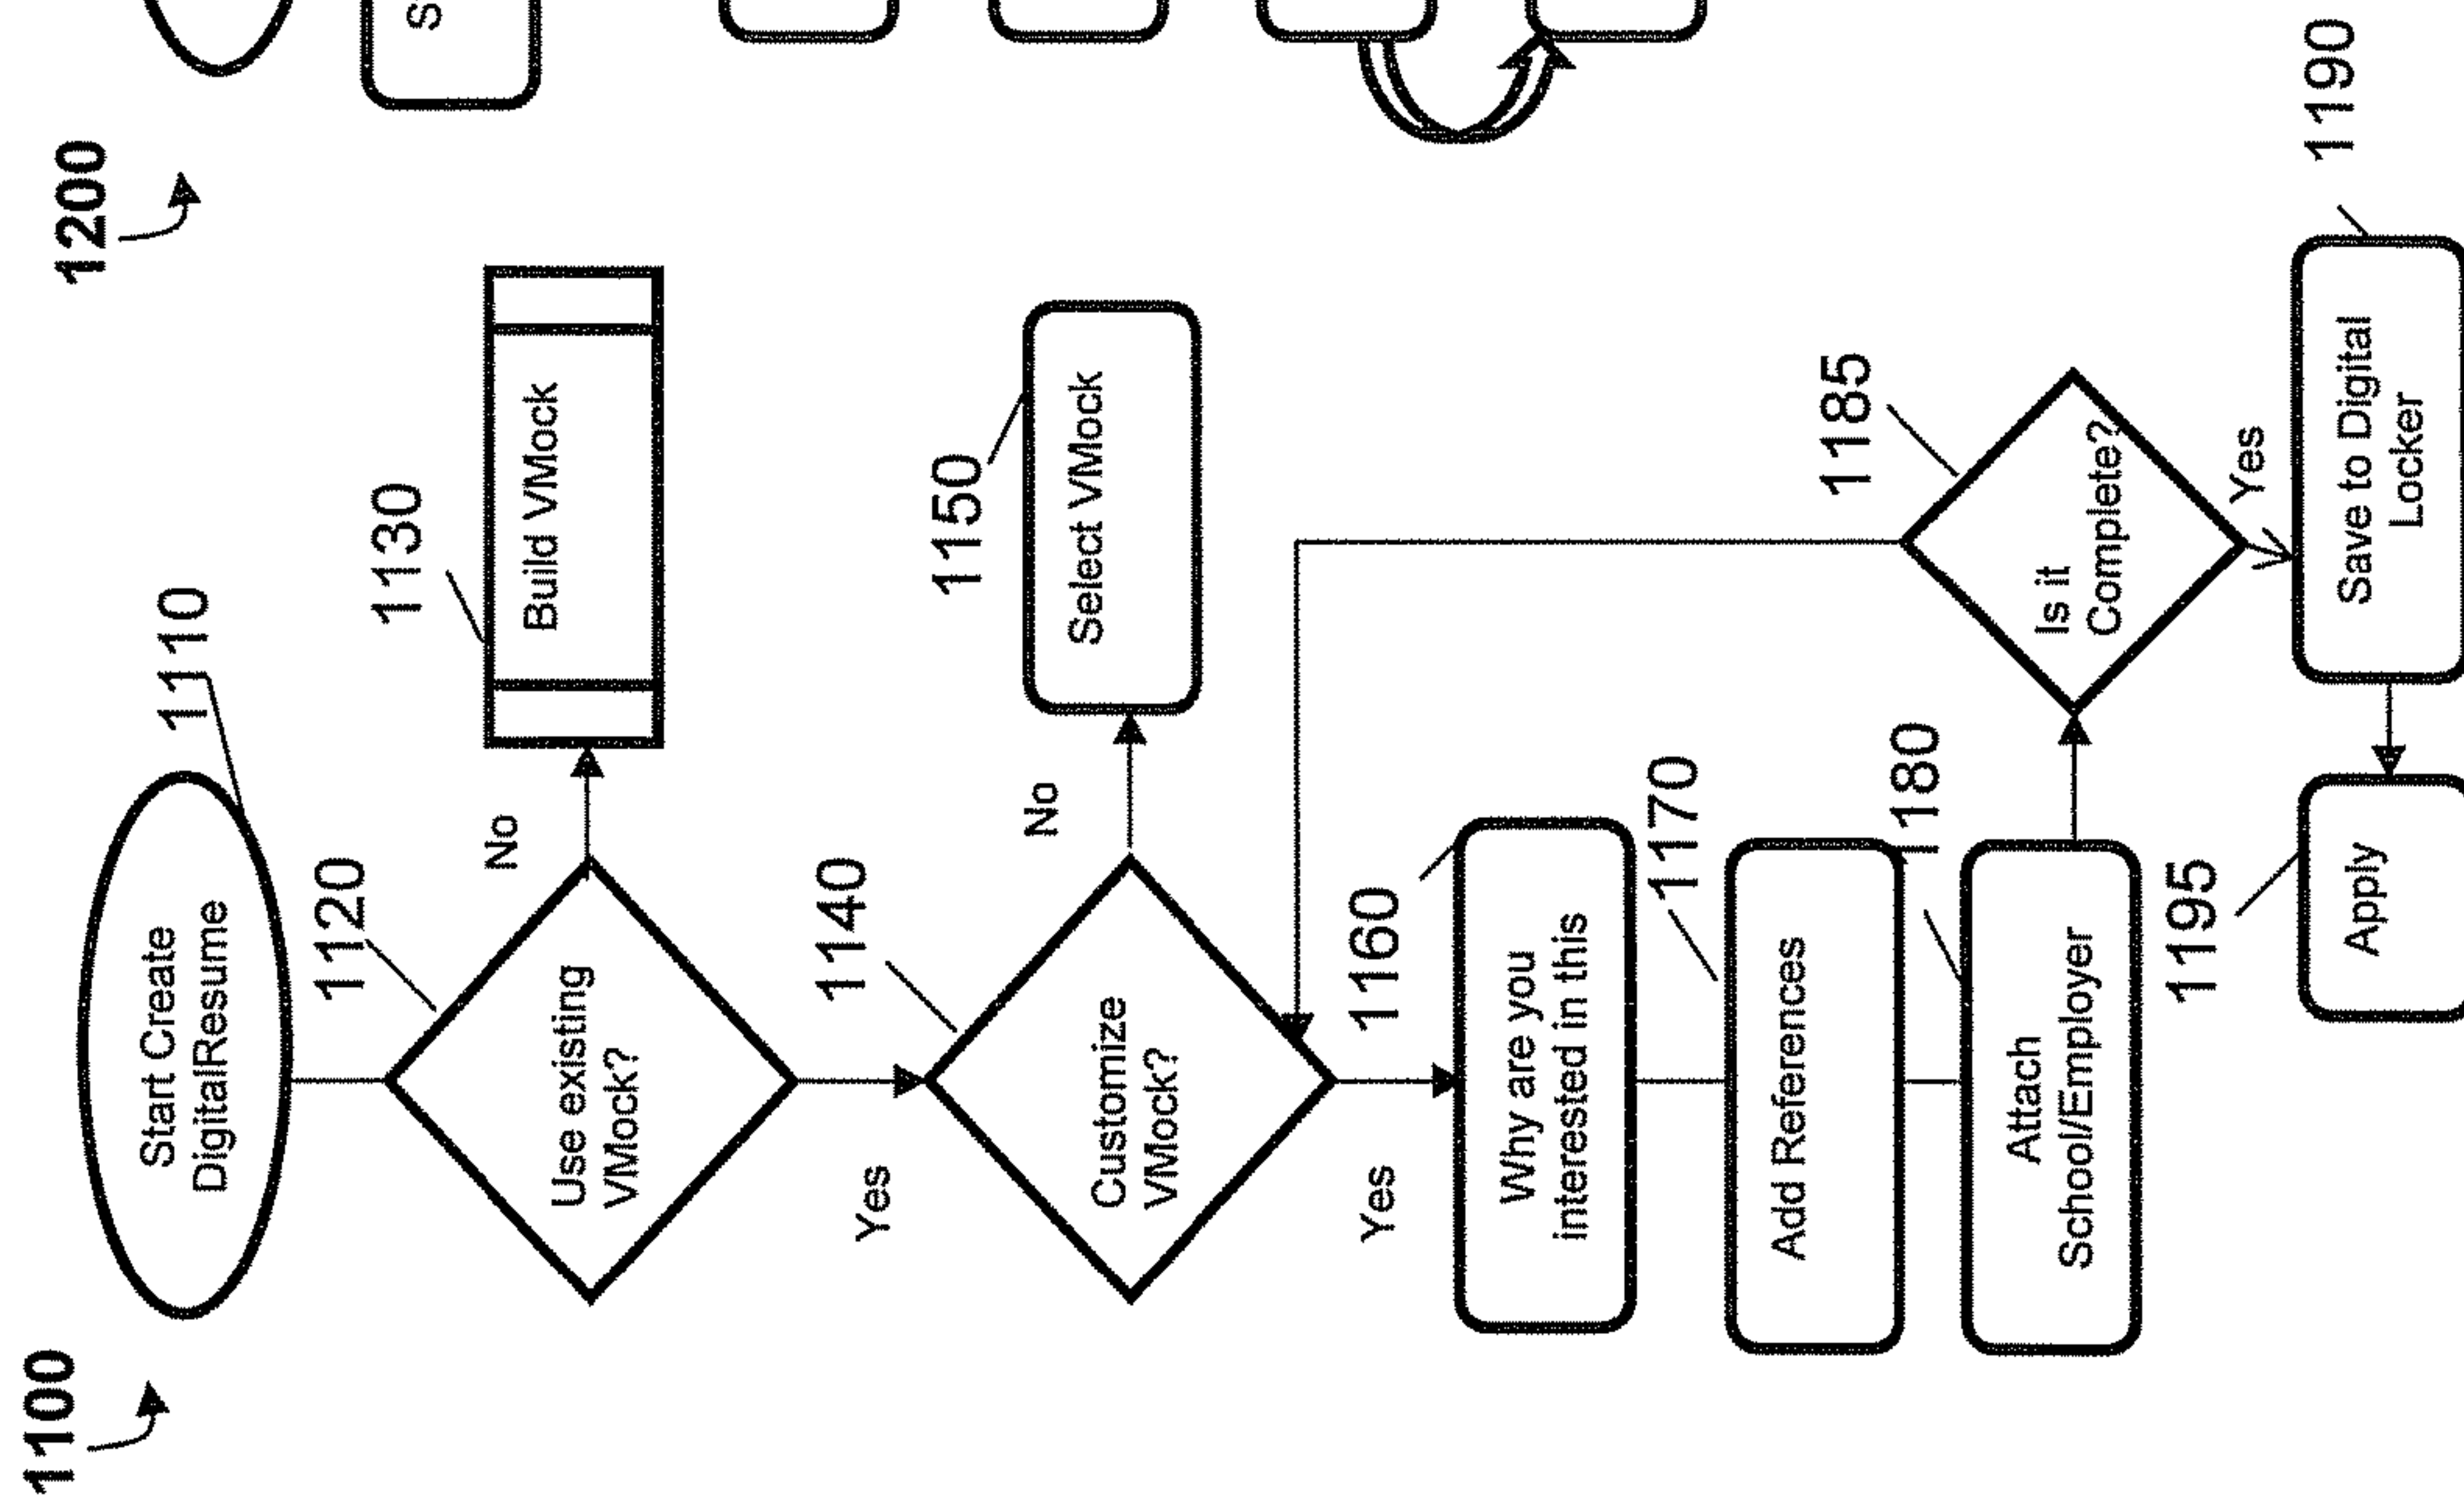 1100
Start Create
DigitalResume
1110
1120
Use existing
VMock?
No
1130
Build VMock
Yes
1140
Customize
VMock?
No
1150
Select VMock
Yes
1160
Why are you
interested in this
1170
Add References
1180
Attach
School/Employer
1185
Is it
Complete?
Yes
1190
Save to Digital
Locker
1195
Apply
1200
S